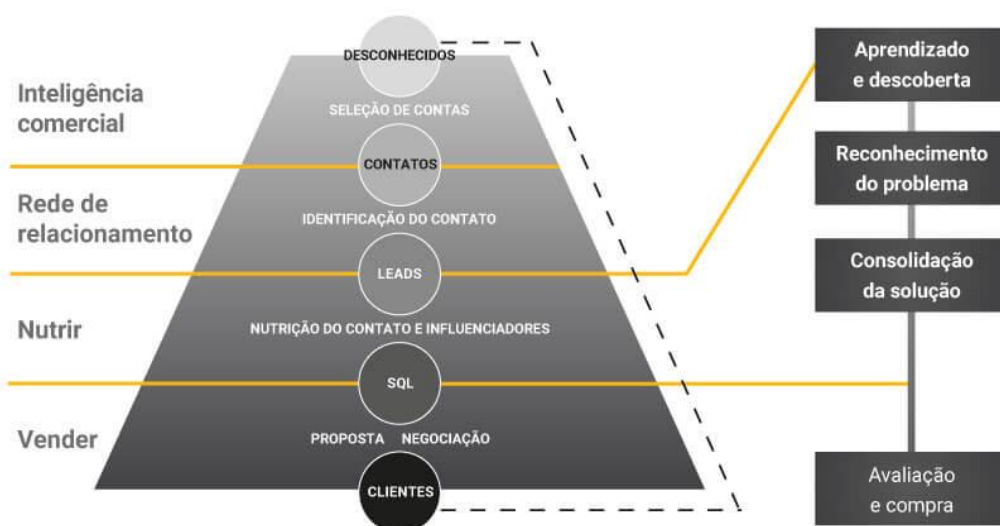 Inteligência
comercial
Rede de
relacionamento
Nutrir
Vender
DESCONHECIDOS
SELEÇÃO DE CONTAS
CONTATOS
IDENTIFICAÇÃO DO CONTATO
LEADS
NUTRIÇÃO DO CONTATO E INFLUENCIADORES
SQL
PROPOSTA NEGOCIAÇÃO
CLIENTES
Aprendizado
e descoberta
Reconhecimento
do problema
Consolidação
da solução
Avaliação
e compra